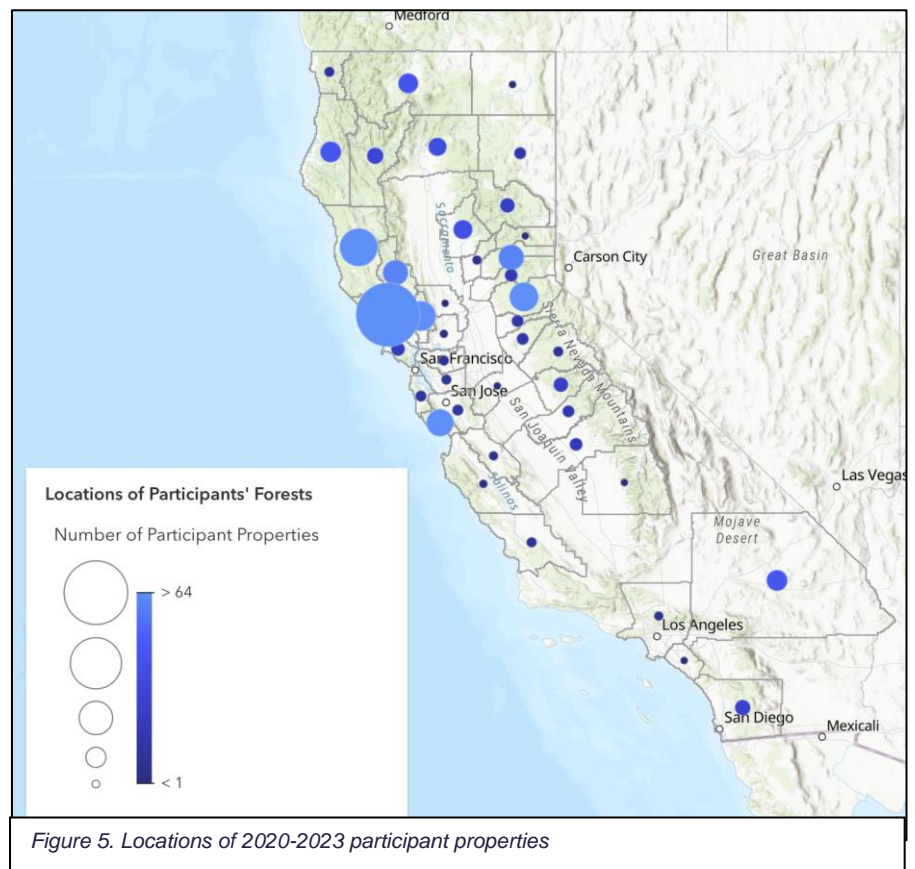 Medford
Sacramento
Carson City
Great Basin
Sierra Nevada Mountains
San Francisco
San Jose
San Joaquin Valley
Salinas
Las Vegas
Mojave
Desert
Los Angeles
San Diego
Mexicali
Locations of Participants' Forests
Number of Participant Properties
> 64
< 1
Figure 5. Locations of 2020-2023 participant properties